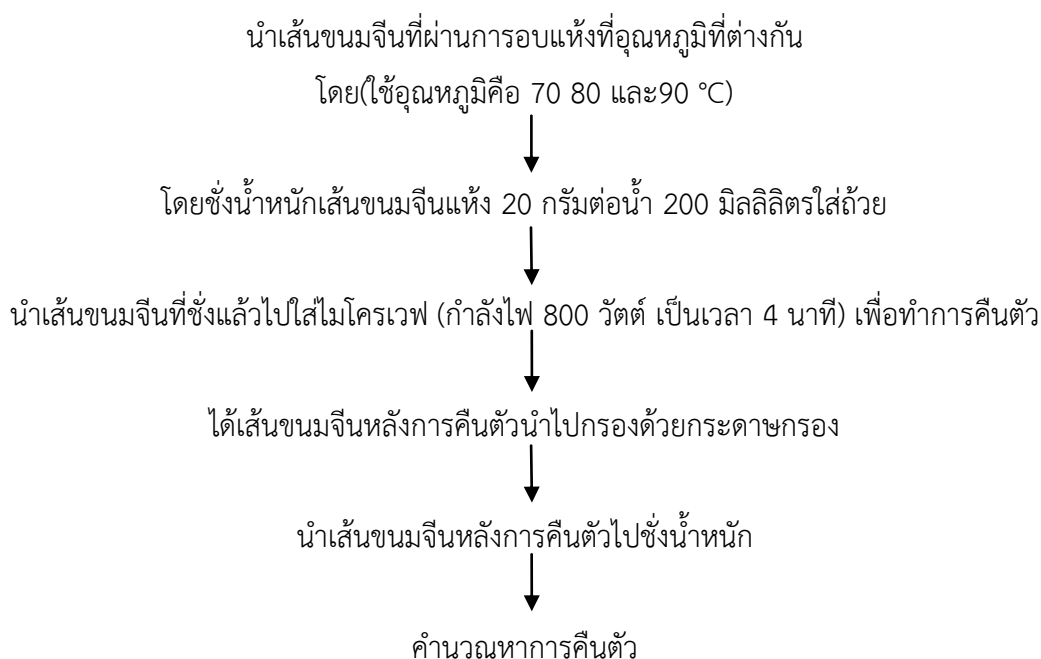 นำเส้นขนมจีนที่ผ่านการอบแห้งที่อุณหภูมิที่ต่างกัน
โดย(ใช้อุณหภูมิคือ 70 80 และ90 °C)
โดยชั่งน้ำหนักเส้นขนมจีนแห้ง 20 กรัมต่อน้ำ 200 มิลลิลิตรใส่ถ้วย
นำเส้นขนมจีนที่ชั่งแล้วไปใส่ไมโครเวฟ (กำลังไฟ 800 วัตต์ เป็นเวลา 4 นาที) เพื่อทำการคืนตัว
ได้เส้นขนมจีนหลังการคืนตัวนำไปกรองด้วยกระดาษกรอง
นำเส้นขนมจีนหลังการคืนตัวไปชั่งน้ำหนัก
คำนวณหาการคืนตัว